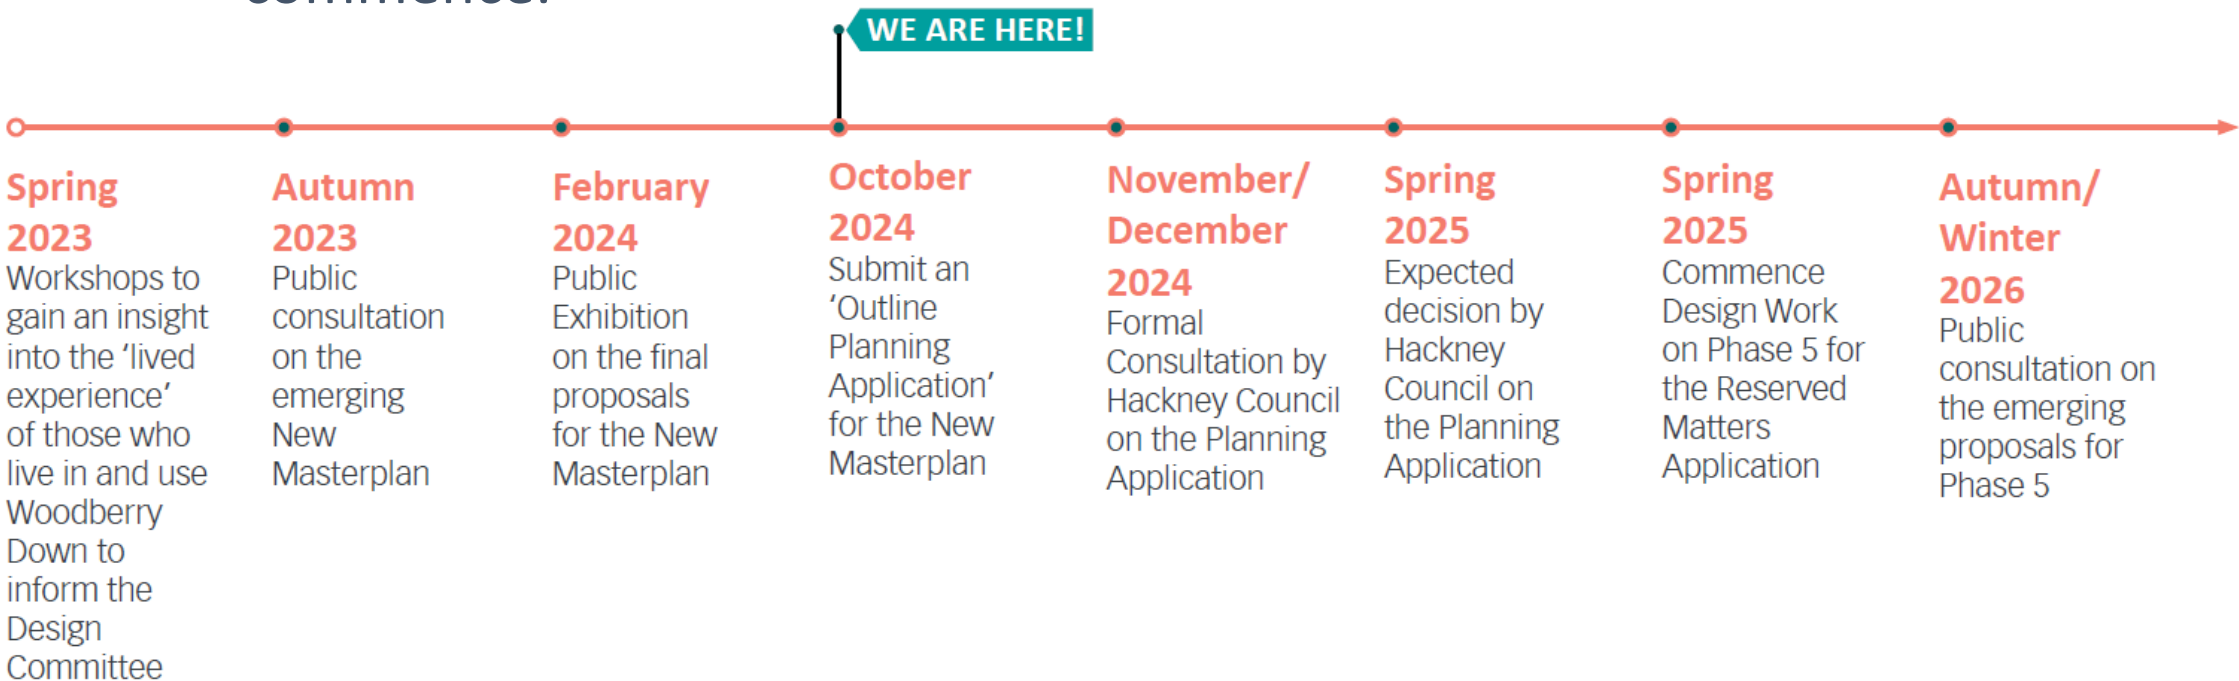 commence.
WE ARE HERE!
Spring
2023
Workshops to
gain an insight
into the ‘lived
experience’
of those who
live in and use
Woodberry
Down to
inform the
Design
Committee
Autumn
2023
Public
consultation
on the
emerging
New
Masterplan
February
2024
Public
Exhibition
on the final
proposals
for the New
Masterplan
October
2024
Submit an
‘Outline
Planning
Application’
for the New
Masterplan
November/
December
2024
Formal
Consultation by
Hackney Council
on the Planning
Application
Spring
2025
Expected
decision by
Hackney
Council on
the Planning
Application
Spring
2025
Commence
Design Work
on Phase 5 for
the Reserved
Matters
Application
Autumn/
Winter
2026
Public
consultation on
the emerging
proposals for
Phase 5